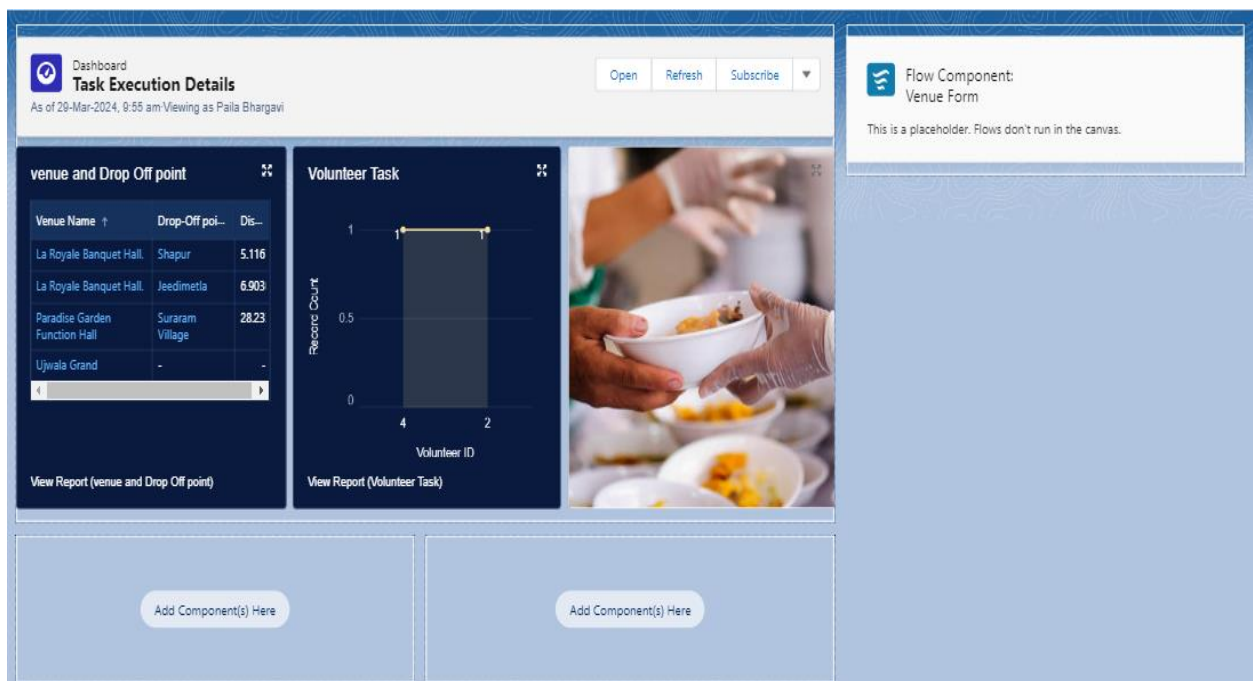 Dashboard
Task Execution Details
As of 29-Mar-2024, 9:55 am·Viewing as Paila Bhargavi
Open Refresh Subscribe
Flow Component:
Venue Form
This is a placeholder. Flows don't run in the canvas.
venue and Drop Off point
Venue Name ↑ Drop-Off poi... Dis...
La Royale Banquet Hall. Shapur 5.116
La Royale Banquet Hall. Jeedimetla 6.903
Paradise Garden Suraram 28.23
Function Hall Village
Ujwala Grand - -
View Report (venue and Drop Off point)
Volunteer Task
1
1 1
Record Count
0.5
0
4 2
Volunteer ID
View Report (Volunteer Task)
Add Component(s) Here
Add Component(s) Here